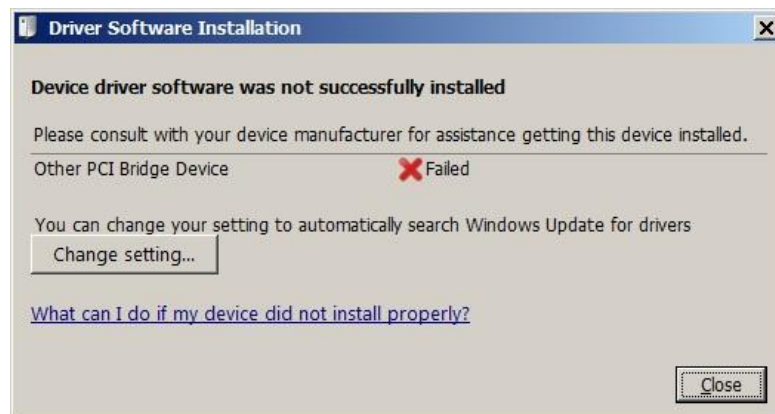 Driver Software Installation
Device driver software was not successfully installed
Please consult with your device manufacturer for assistance getting this device installed.
Other PCI Bridge Device Failed
You can change your setting to automatically search Windows Update for drivers
Change setting...
What can I do if my device did not install properly?
Close